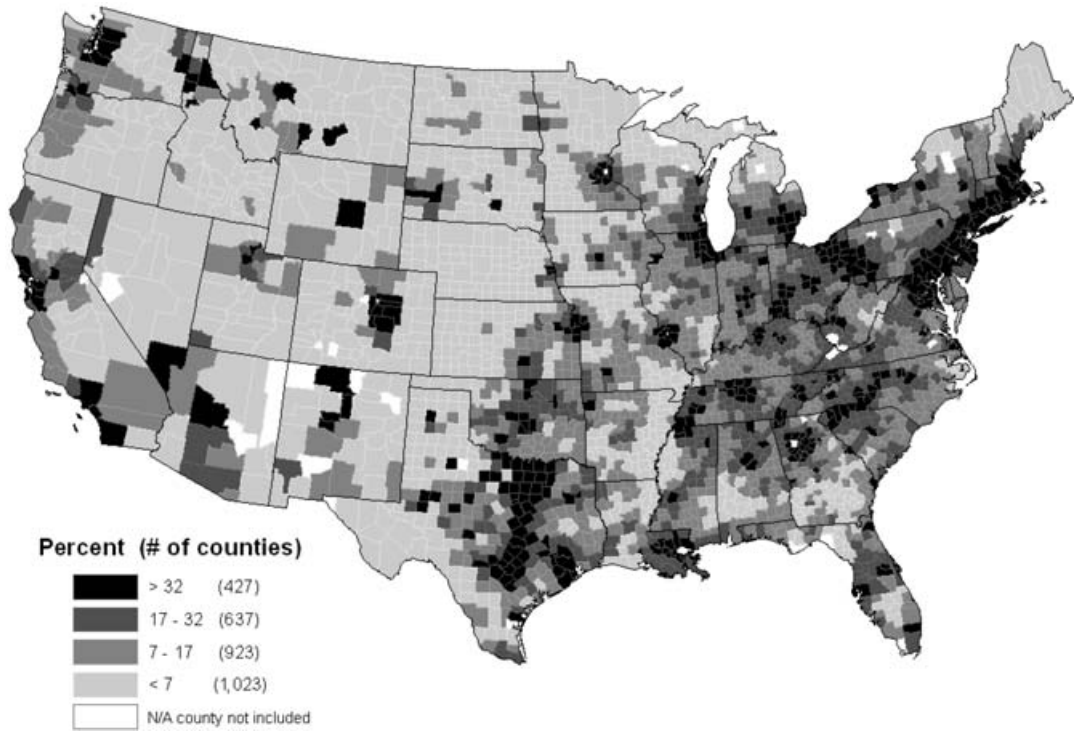 Percent (# of counties)
> 32 (427)
17 - 32 (637)
7 - 17 (923)
< 7 (1,023)
N/A county not included